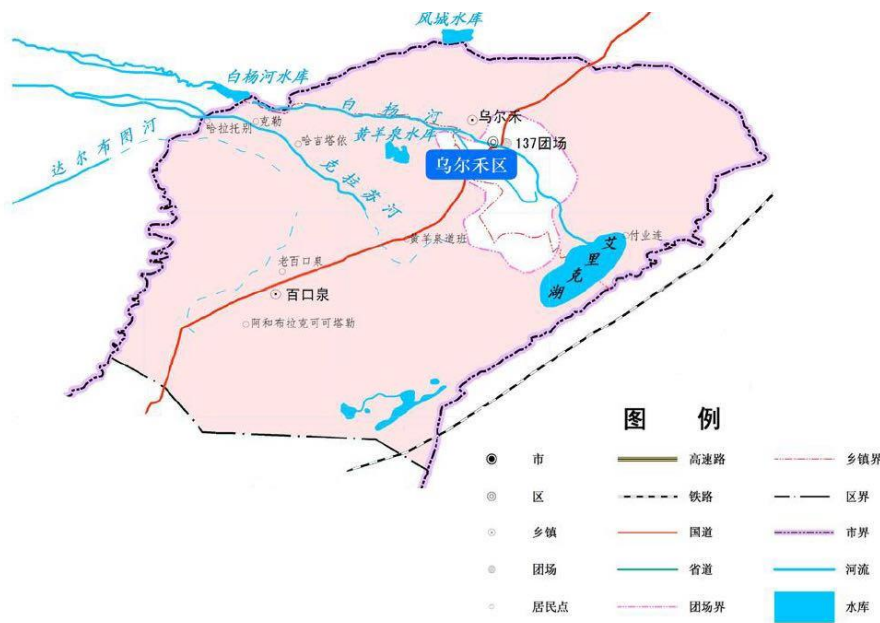 风城水库
白杨河水库
白杨河
乌尔禾
克勒
哈拉托别
哈吉塔依
黄羊泉水库
137团场
乌尔禾区
达尔布图河
克拉苏河
黄羊泉道班
付业连
艾里克湖
老百口泉
百口泉
阿和布拉克可可塔勒
图 例
市 高速路 乡镇界
区 铁路 区界
乡镇 国道 市界
团场 省道 河流
居民点 团场界 水库